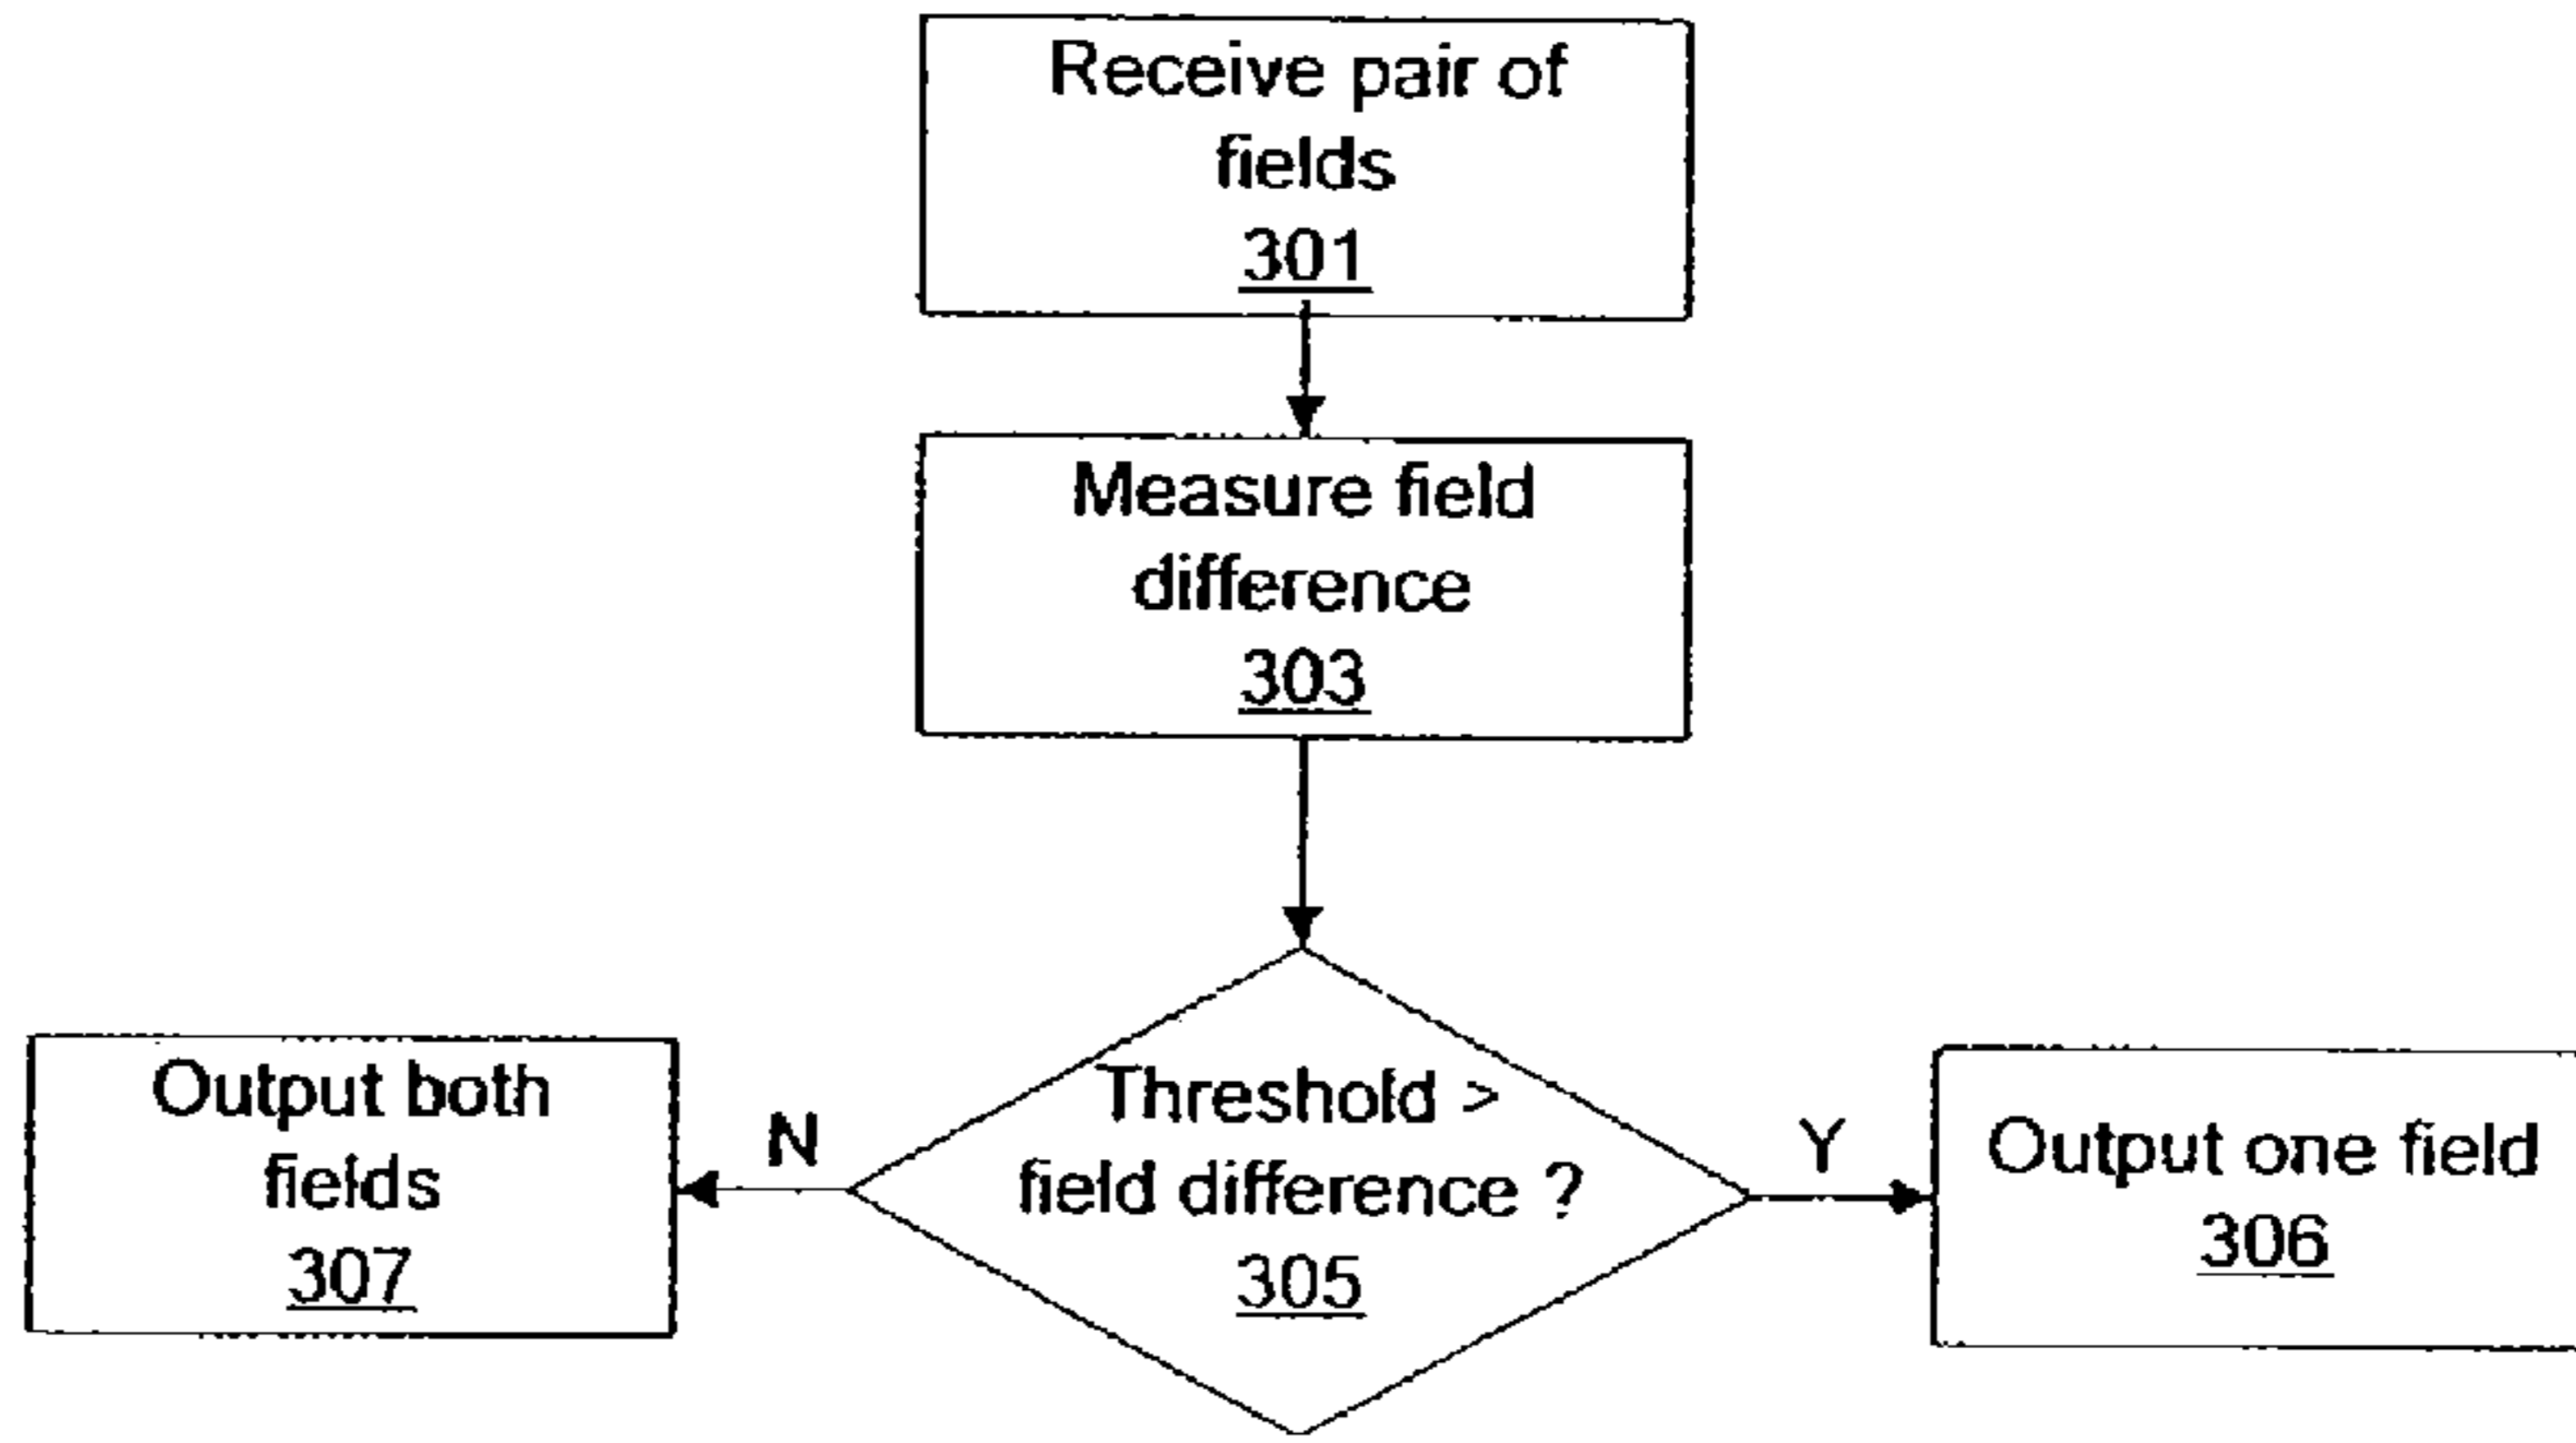 Receive pair of
fields
301
Measure field
difference
303
Threshold >
field difference ?
305
N
Y
Output both
fields
307
Output one field
306